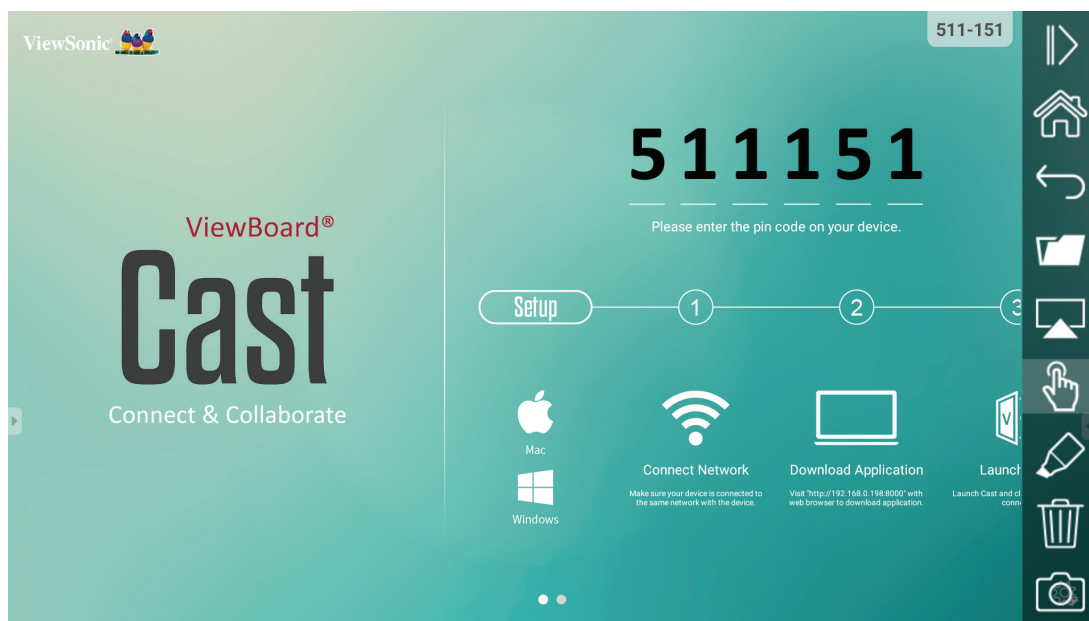 ViewSonic®
511-151
511151
Please enter the pin code on your device.
ViewBoard®
Cast
Connect & Collaborate
Setup
1
2
3
Mac
Windows
Connect Network
Make sure your device is connected to
the same network with the device.
Download Application
Visit "http://192.168.0.198:8000" with
web browser to download application.
V
Launch
Launch Cast and cl
conn